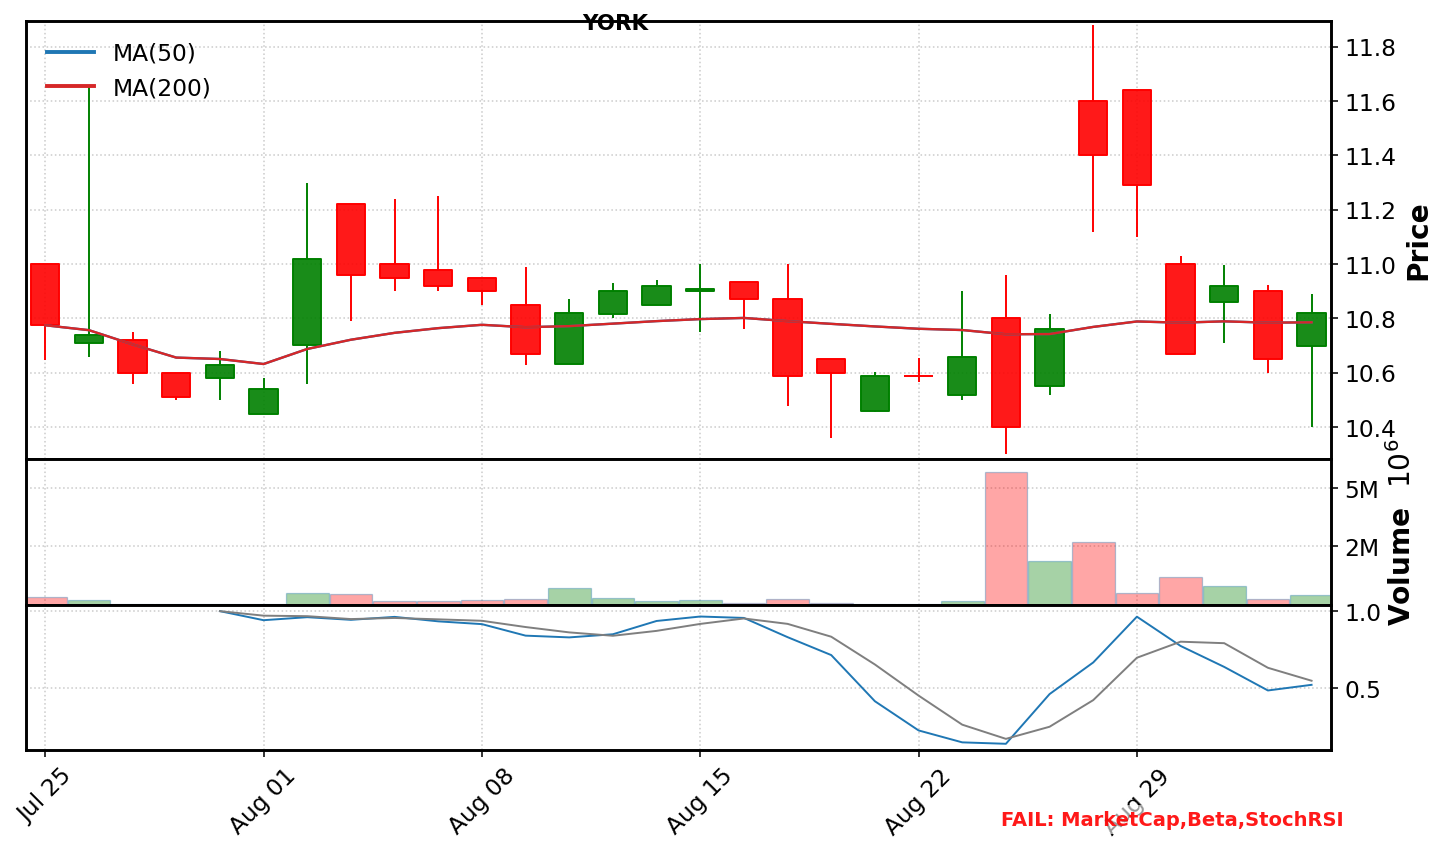 YORK
MA(50)
MA(200)
11.8
11.6
11.4
11.2
11.0
10.8
10.6
10.4
Price
5M
2M
Volume 10⁶
1.0
0.5
Jul 25
Aug 01
Aug 08
Aug 15
Aug 22
Aug 29
FAIL: MarketCap,Beta,StochRSI